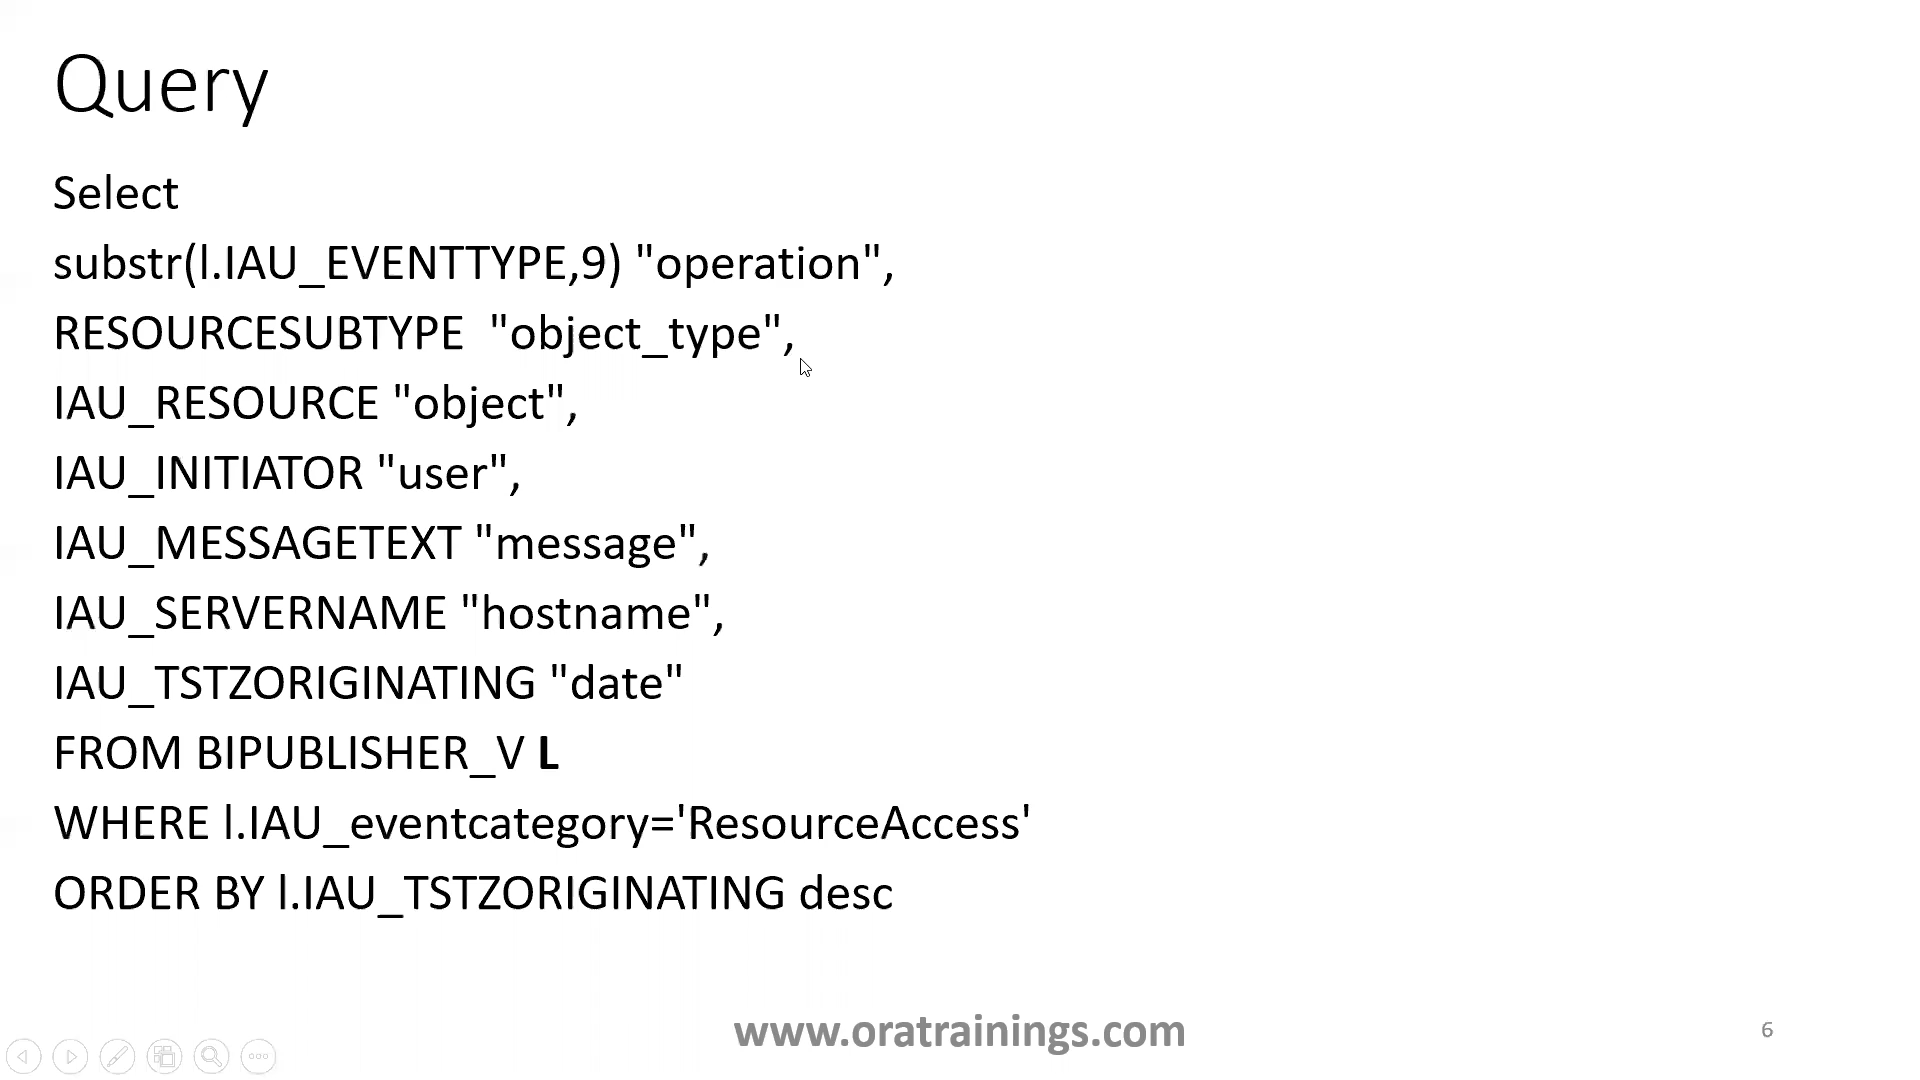 Query
Select
substr(l.IAU_EVENTTYPE,9) "operation",
RESOURCESUBTYPE  "object_type",
IAU_RESOURCE "object",
IAU_INITIATOR "user",
IAU_MESSAGETEXT "message",
IAU_SERVERNAME "hostname",
IAU_TSTZORIGINATING "date"
FROM BIPUBLISHER_V L
WHERE l.IAU_eventcategory='ResourceAccess'
ORDER BY l.IAU_TSTZORIGINATING desc
www.oratrainings.com
6